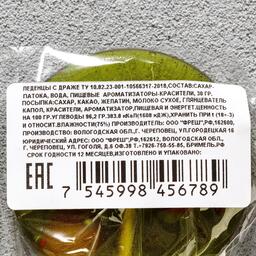 ЛЕДЕНЦЫ С ДРАЖЕ ТУ 10.82.23-001-10566317-2018,СОСТАВ:САХАР,
ПАТОКА, ВОДА, ПИЩЕВЫЕ АРОМАТИЗАТОРЫ-КРАСИТЕЛИ, 30 ГР,
ПОСЫПКА:САХАР, КАКАО, ЖЕЛАТИН, МОЛОКО СУХОЕ, ГЛЯНЦЕВАТЕЛЬ
КАПОЛ, КРАСИТЕЛИ, АРОМАТИЗАТОР,ПИЩЕВАЯ И ЭНЕРГЕТ.ЦЕННОСТЬ
НА 100 ГР.УГЛЕВОДЫ 96,2 ГР.383.8 кКал(1608 кДЖ),ХРАНИТЬ ПРИ t (18+-3)
И ОТНОСИТ.ВЛАЖНОСТИ(75%) ПРОИЗВОДИТЕЛЬ: ООО "ФРЕШ",РФ,162600,
ПРОИЗВОДСТВО: ВОЛОГОДСКАЯ ОБЛ.,Г. ЧЕРЕПОВЕЦ, УЛ.ГОРОДЕЦКАЯ 16
ЮРИДИЧЕСКИЙ АДРЕС: ООО "ФРЕШ",РФ,162612, ВОЛОГОДСКАЯ ОБЛ.,
Г. ЧЕРЕПОВЕЦ, УЛ. ГОГОЛЯ, Д.6 ОФ.38 Т.-7926-750-55-85, БРИМЕЛЬ.РФ
СРОК ГОДНОСТИ 12 МЕСЯЦЕВ,ИЗГОТОВЛЕНО И УПАКОВАНО:
EAC
7 545998 456789